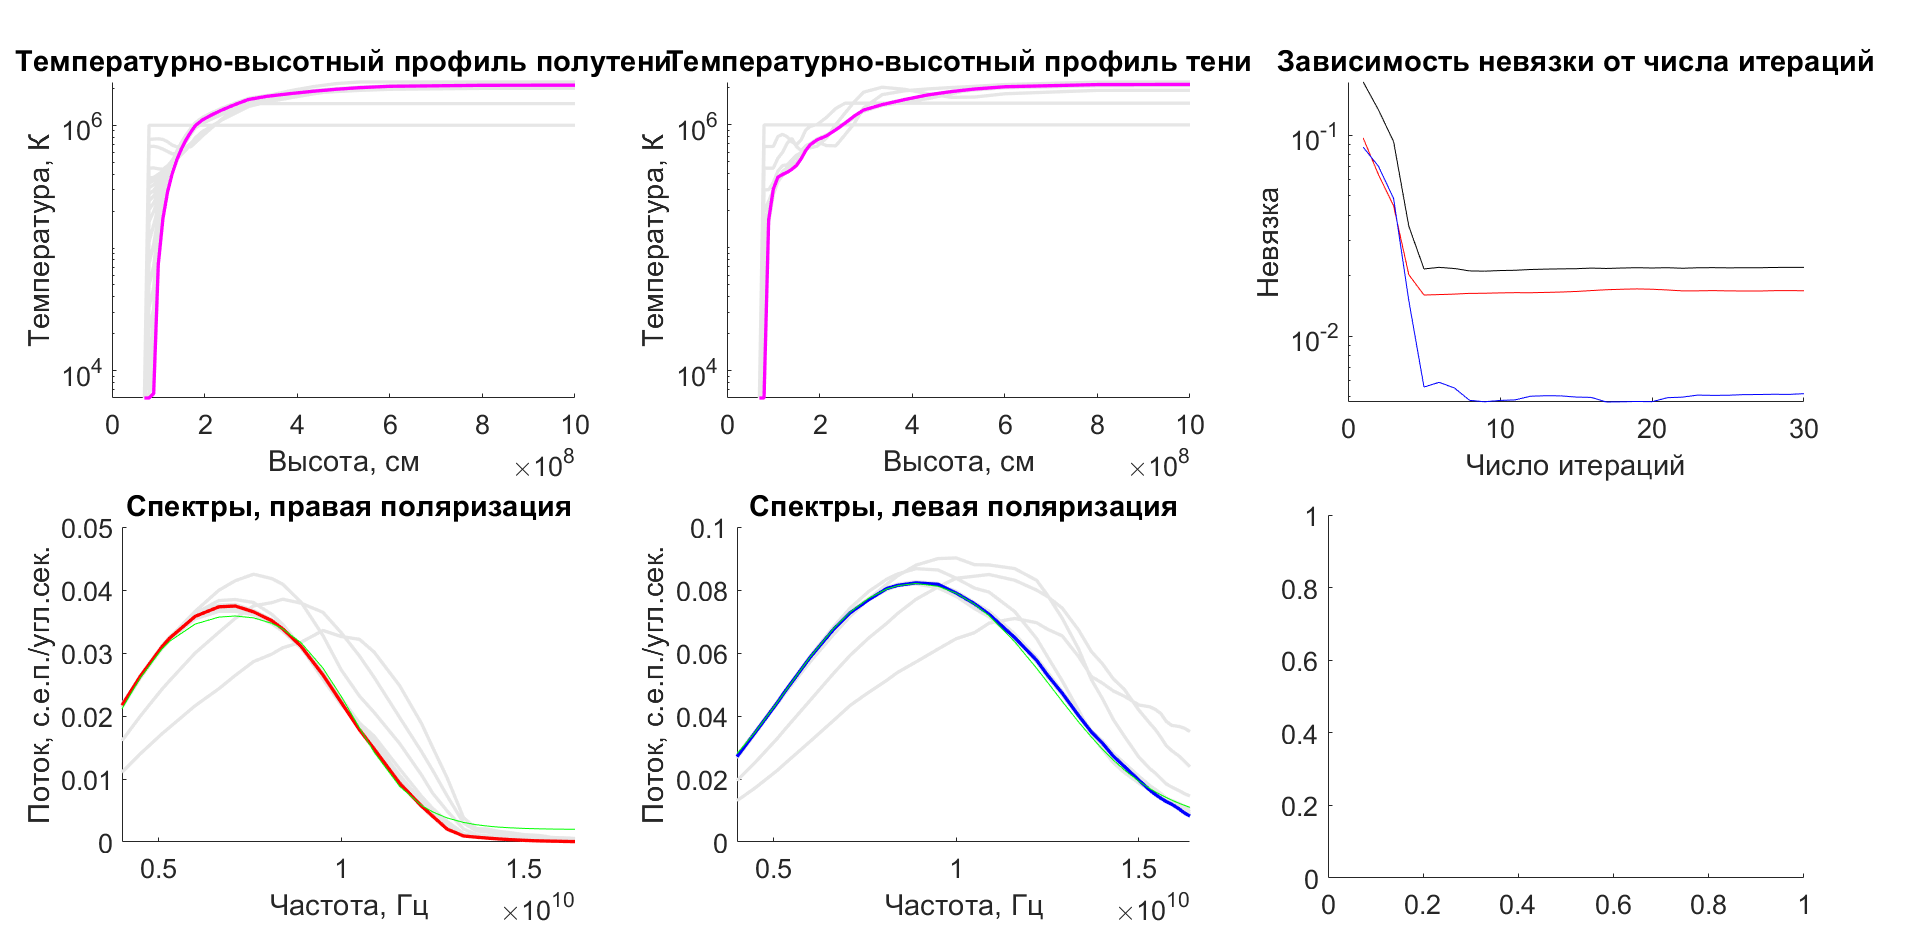 Температурно-высотный профиль полутени
Температура, К
10^6
10^4
0 2 4 6 8 10
Высота, см
×10^8
Температурно-высотный профиль тени
Температура, К
10^6
10^4
0 2 4 6 8 10
Высота, см
×10^8
Зависимость невязки от числа итераций
Невязка
10^-1
10^-2
0 10 20 30
Число итераций
Спектры, правая поляризация
Поток, с.е.п./угл.сек.
0.05
0.04
0.03
0.02
0.01
0
0.5 1 1.5
Частота, Гц
×10^10
Спектры, левая поляризация
Поток, с.е.п./угл.сек.
0.1
0.08
0.06
0.04
0.02
0
0.5 1 1.5
Частота, Гц
×10^10
1
0.8
0.6
0.4
0.2
0
0 0.2 0.4 0.6 0.8 1